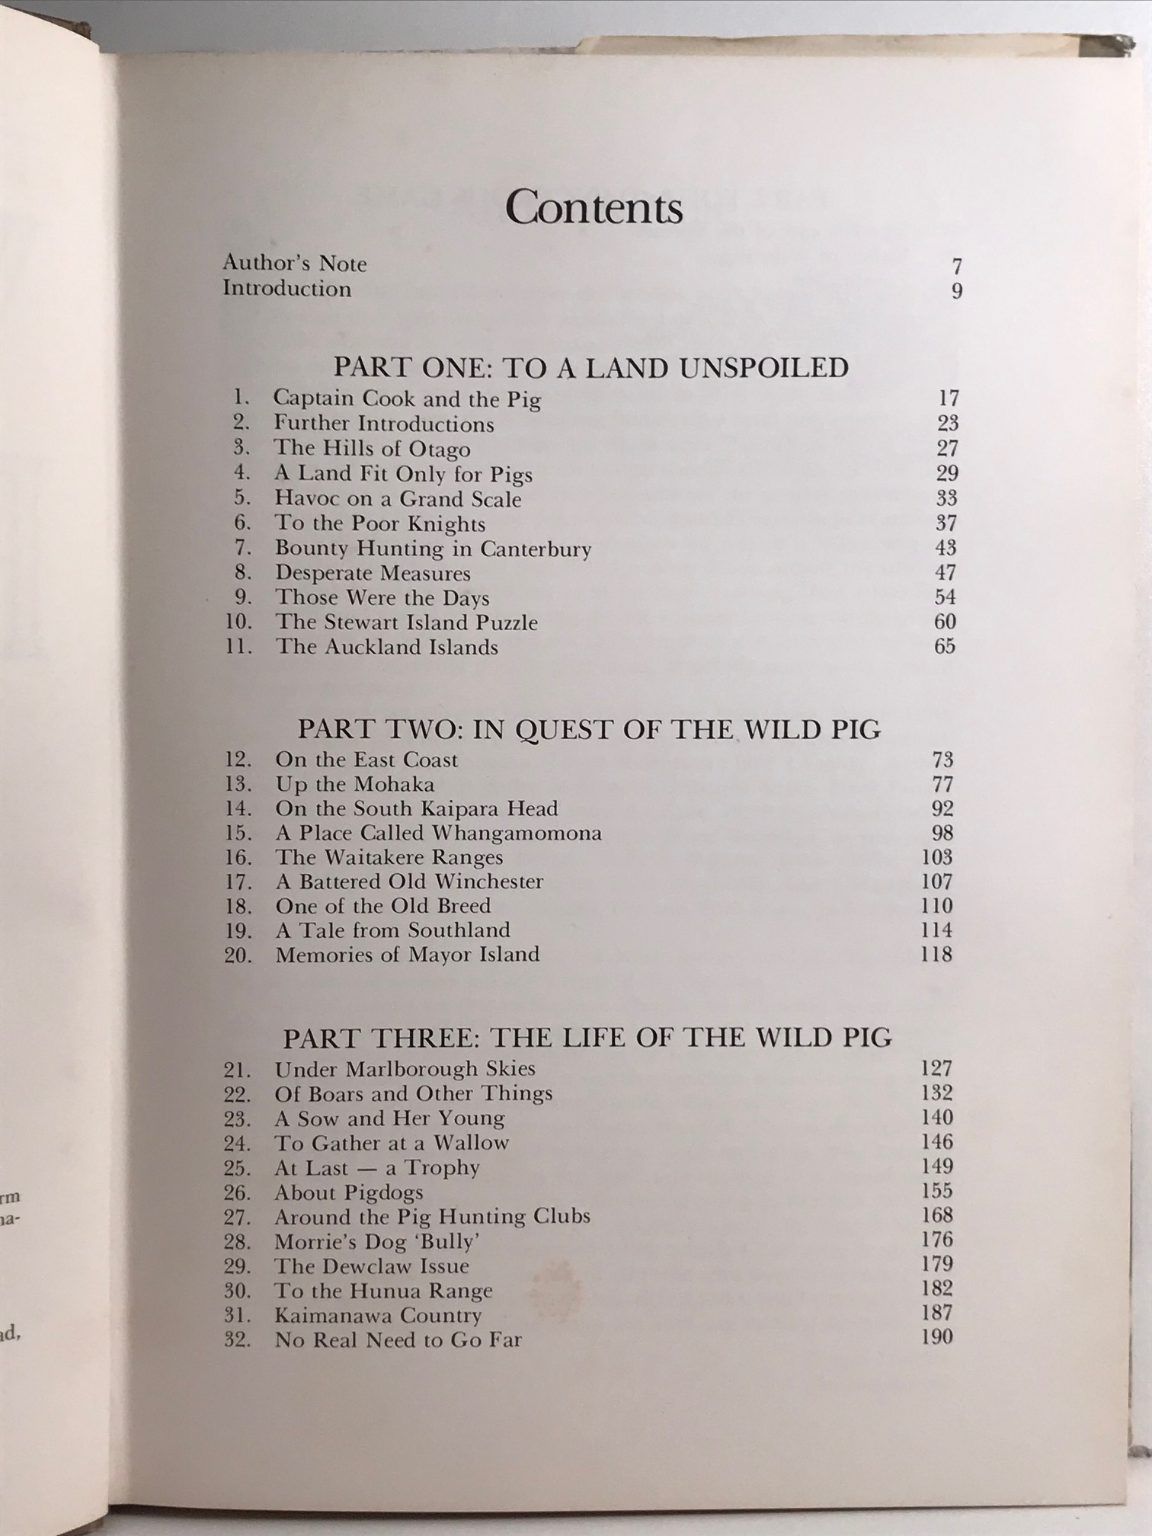 Contents
Author's Note 7
Introduction 9
PART ONE: TO A LAND UNSPOILED
1. Captain Cook and the Pig 17
2. Further Introductions 23
3. The Hills of Otago 27
4. A Land Fit Only for Pigs 29
5. Havoc on a Grand Scale 33
6. To the Poor Knights 37
7. Bounty Hunting in Canterbury 43
8. Desperate Measures 47
9. Those Were the Days 54
10. The Stewart Island Puzzle 60
11. The Auckland Islands 65
PART TWO: IN QUEST OF THE WILD PIG
12. On the East Coast 73
13. Up the Mohaka 77
14. On the South Kaipara Head 92
15. A Place Called Whangamomona 98
16. The Waitakere Ranges 103
17. A Battered Old Winchester 107
18. One of the Old Breed 110
19. A Tale from Southland 114
20. Memories of Mayor Island 118
PART THREE: THE LIFE OF THE WILD PIG
21. Under Marlborough Skies 127
22. Of Boars and Other Things 132
23. A Sow and Her Young 140
24. To Gather at a Wallow 146
25. At Last — a Trophy 149
26. About Pigdogs 155
27. Around the Pig Hunting Clubs 168
28. Morrie's Dog 'Bully' 176
29. The Dewclaw Issue 179
30. To the Hunua Range 182
31. Kaimanawa Country 187
32. No Real Need to Go Far 190